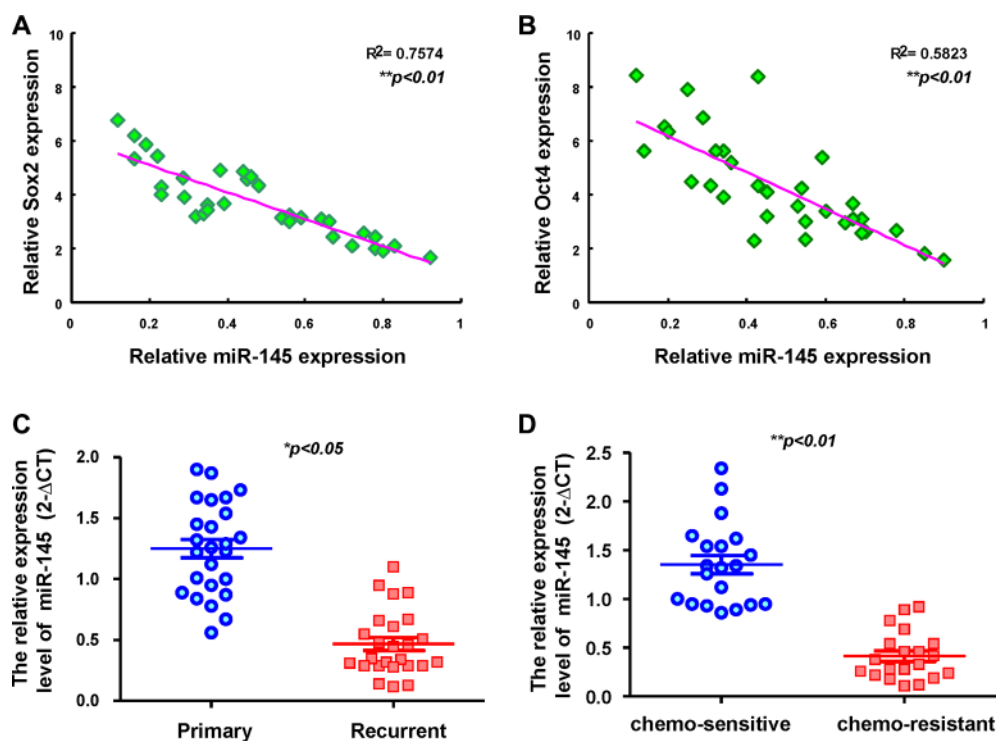 A
R2= 0.7574
**p<0.01
Relative Sox2 expression
10
8
6
4
2
0
0
0.2
0.4
0.6
0.8
1
Relative miR-145 expression
B
R2= 0.5823
**p<0.01
Relative Oct4 expression
10
8
6
4
2
0
0
0.2
0.4
0.6
0.8
1
Relative miR-145 expression
C
*p<0.05
The relative expression
level of miR-145 (2-ΔCT)
2.0
1.5
1.0
0.5
0.0
Primary
Recurrent
D
**p<0.01
The relative expression
level of miR-145 (2-ΔCT)
2.5
2.0
1.5
1.0
0.5
0.0
chemo-sensitive
chemo-resistant